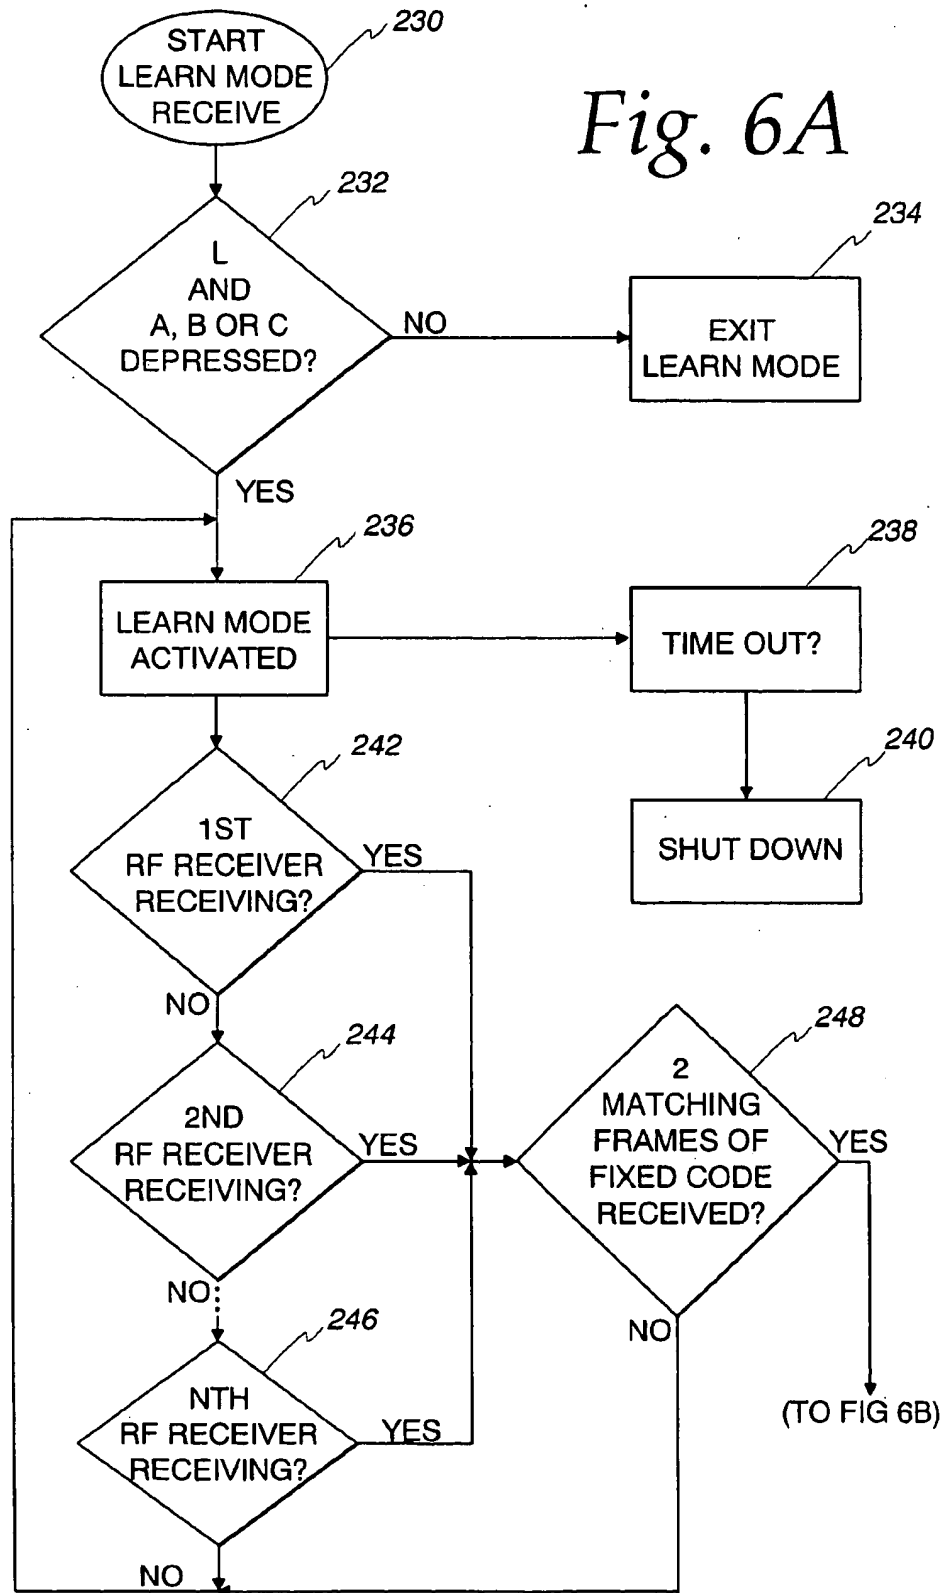 START
LEARN MODE
RECEIVE
230
Fig. 6A
232
L
AND
A, B OR C
DEPRESSED?
NO
234
EXIT
LEARN MODE
YES
236
LEARN MODE
ACTIVATED
238
TIME OUT?
240
SHUT DOWN
242
1ST
RF RECEIVER
RECEIVING?
YES
NO
244
2ND
RF RECEIVER
RECEIVING?
YES
NO
246
NTH
RF RECEIVER
RECEIVING?
YES
NO
248
2
MATCHING
FRAMES OF
FIXED CODE
RECEIVED?
YES
NO
(TO FIG 6B)